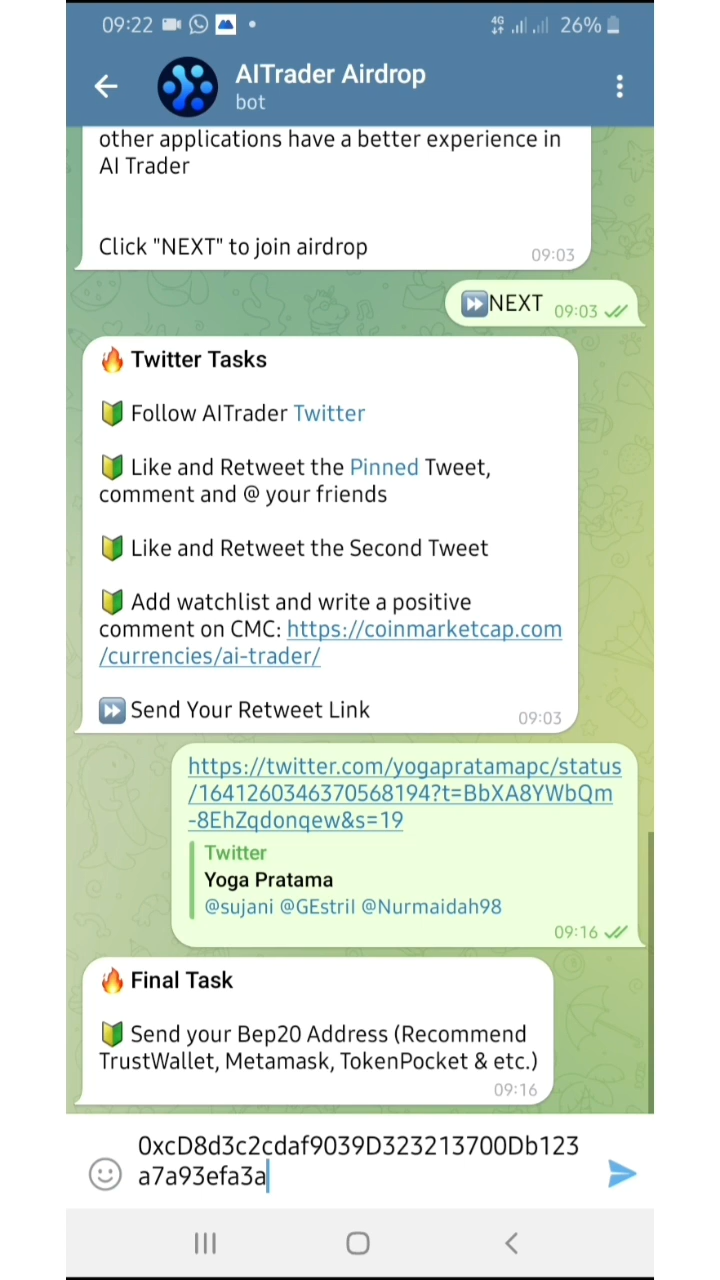 09:22
4G
26%
AITrader Airdrop
bot
other applications have a better experience in
AI Trader
Click "NEXT" to join airdrop
09:03
⏩NEXT 09:03
🔥 Twitter Tasks
🔰 Follow AITrader Twitter
🔰 Like and Retweet the Pinned Tweet,
comment and @ your friends
🔰 Like and Retweet the Second Tweet
🔰 Add watchlist and write a positive
comment on CMC: https://coinmarketcap.com
/currencies/ai-trader/
⏩ Send Your Retweet Link
09:03
https://twitter.com/yogapratamapc/status
/1641260346370568194?t=BbXA8YWbQm
-8EhZqdonqew&s=19
Twitter
Yoga Pratama
@sujani @GEstril @Nurmaidah98
09:16
🔥 Final Task
🔰 Send your Bep20 Address (Recommend
TrustWallet, Metamask, TokenPocket & etc.)
09:16
0xcD8d3c2cdaf9039D323213700Db123
a7a93efa3a